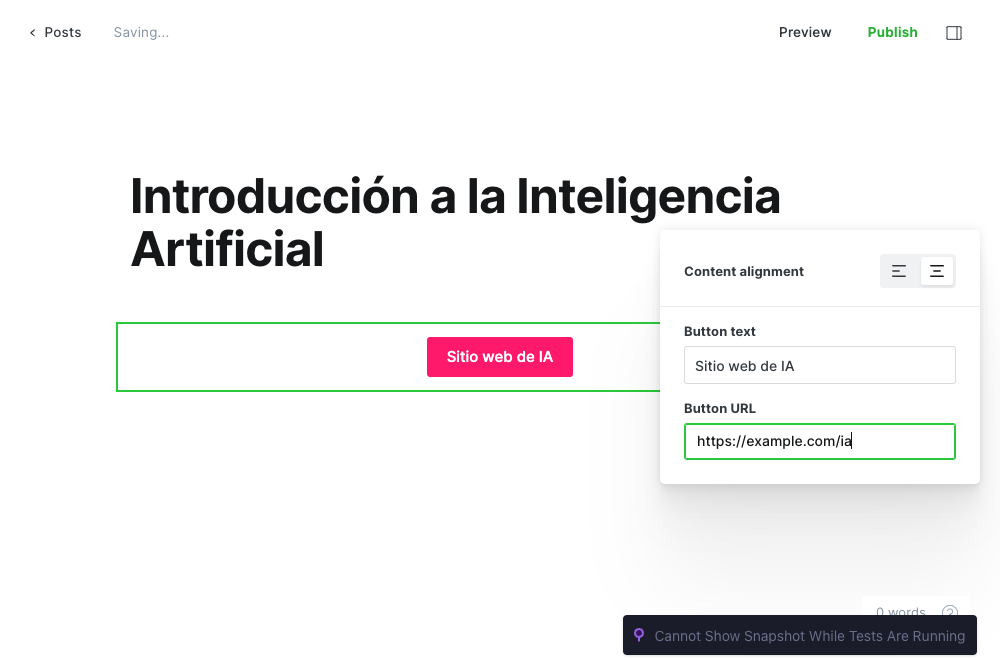 Posts
Saving...
Preview
Publish
Introducción a la Inteligencia
Artificial
Content alignment
Button text
Sitio web de IA
Sitio web de IA
Button URL
https://example.com/ia
0 words
Cannot Show Snapshot While Tests Are Running